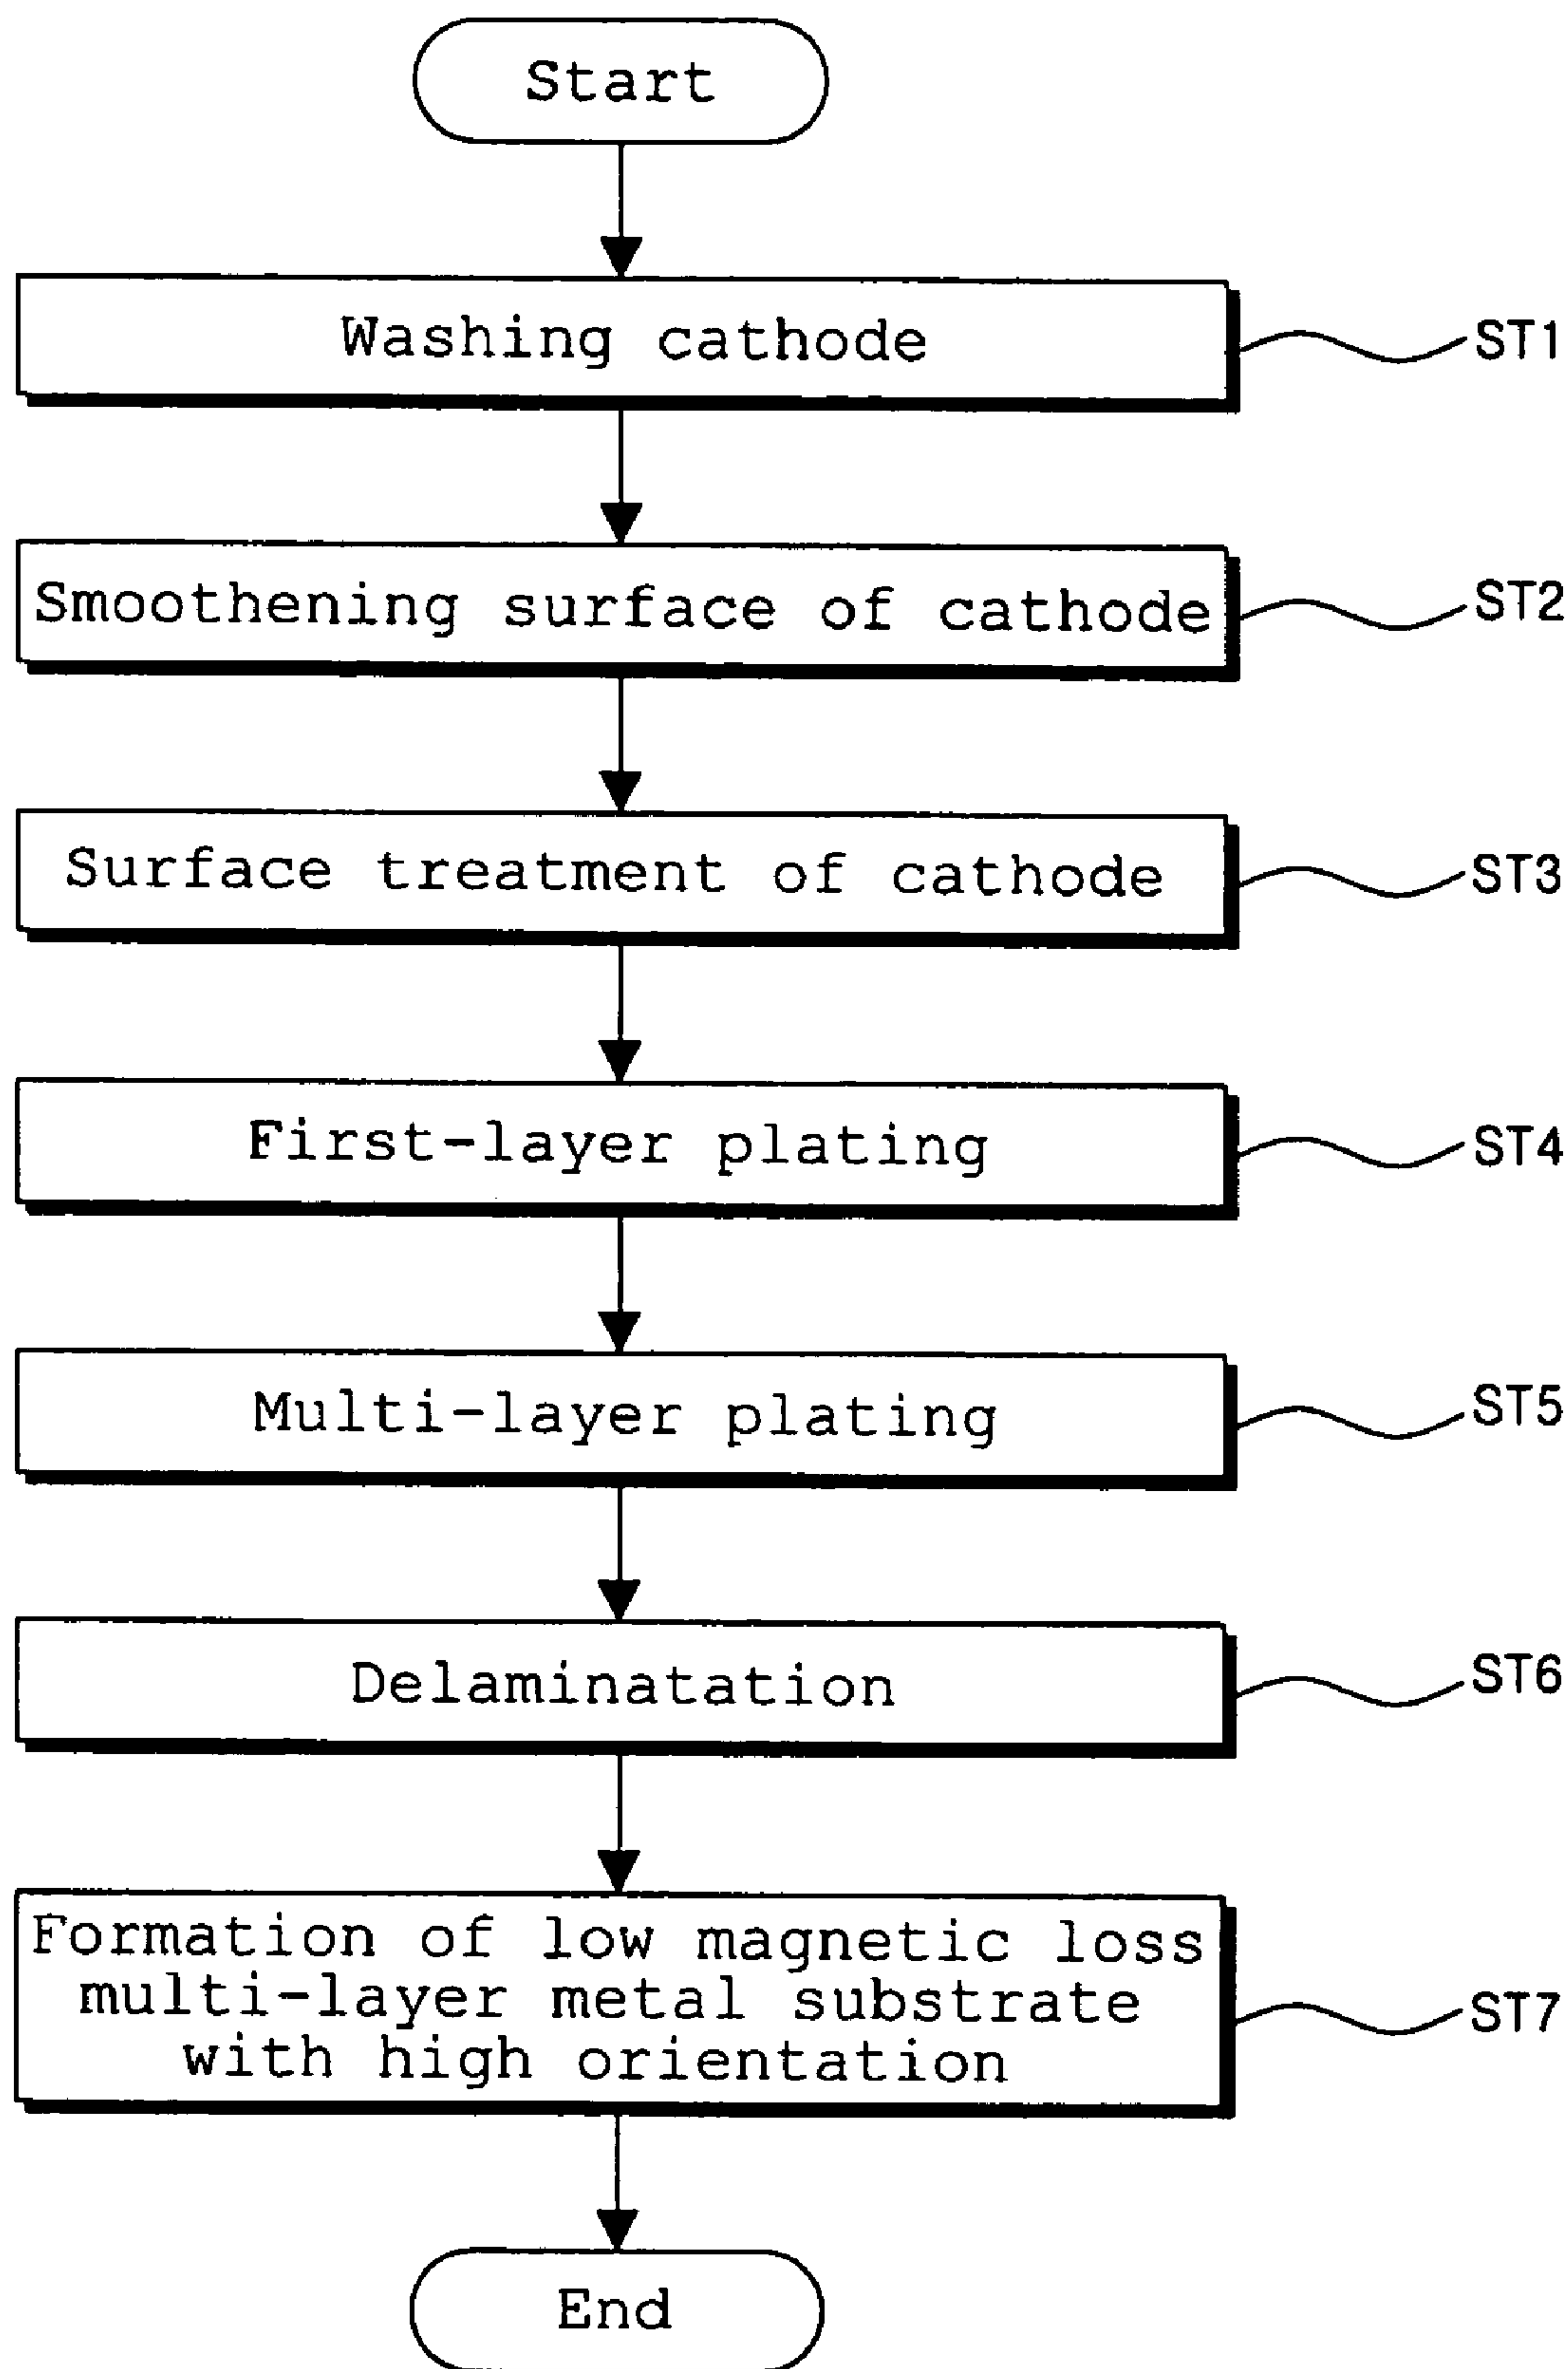 Start
Washing cathode
ST1
Smoothening surface of cathode
ST2
Surface treatment of cathode
ST3
First-layer plating
ST4
Multi-layer plating
ST5
Delaminatation
ST6
Formation of low magnetic loss
multi-layer metal substrate
with high orientation
ST7
End